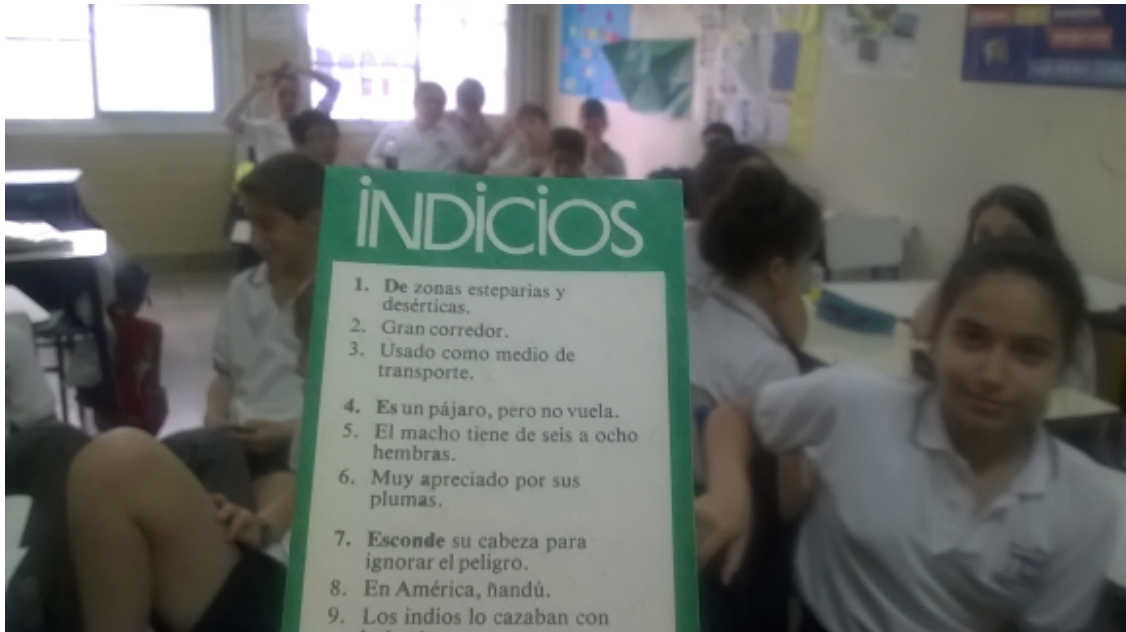 iNDiCiOS
1. De zonas esteparias y
desérticas.
2. Gran corredor.
3. Usado como medio de
transporte.
4. Es un pájaro, pero no vuela.
5. El macho tiene de seis a ocho
hembras.
6. Muy apreciado por sus
plumas.
7. Esconde su cabeza para
ignorar el peligro.
8. En América, ñandú.
9. Los indios lo cazaban con